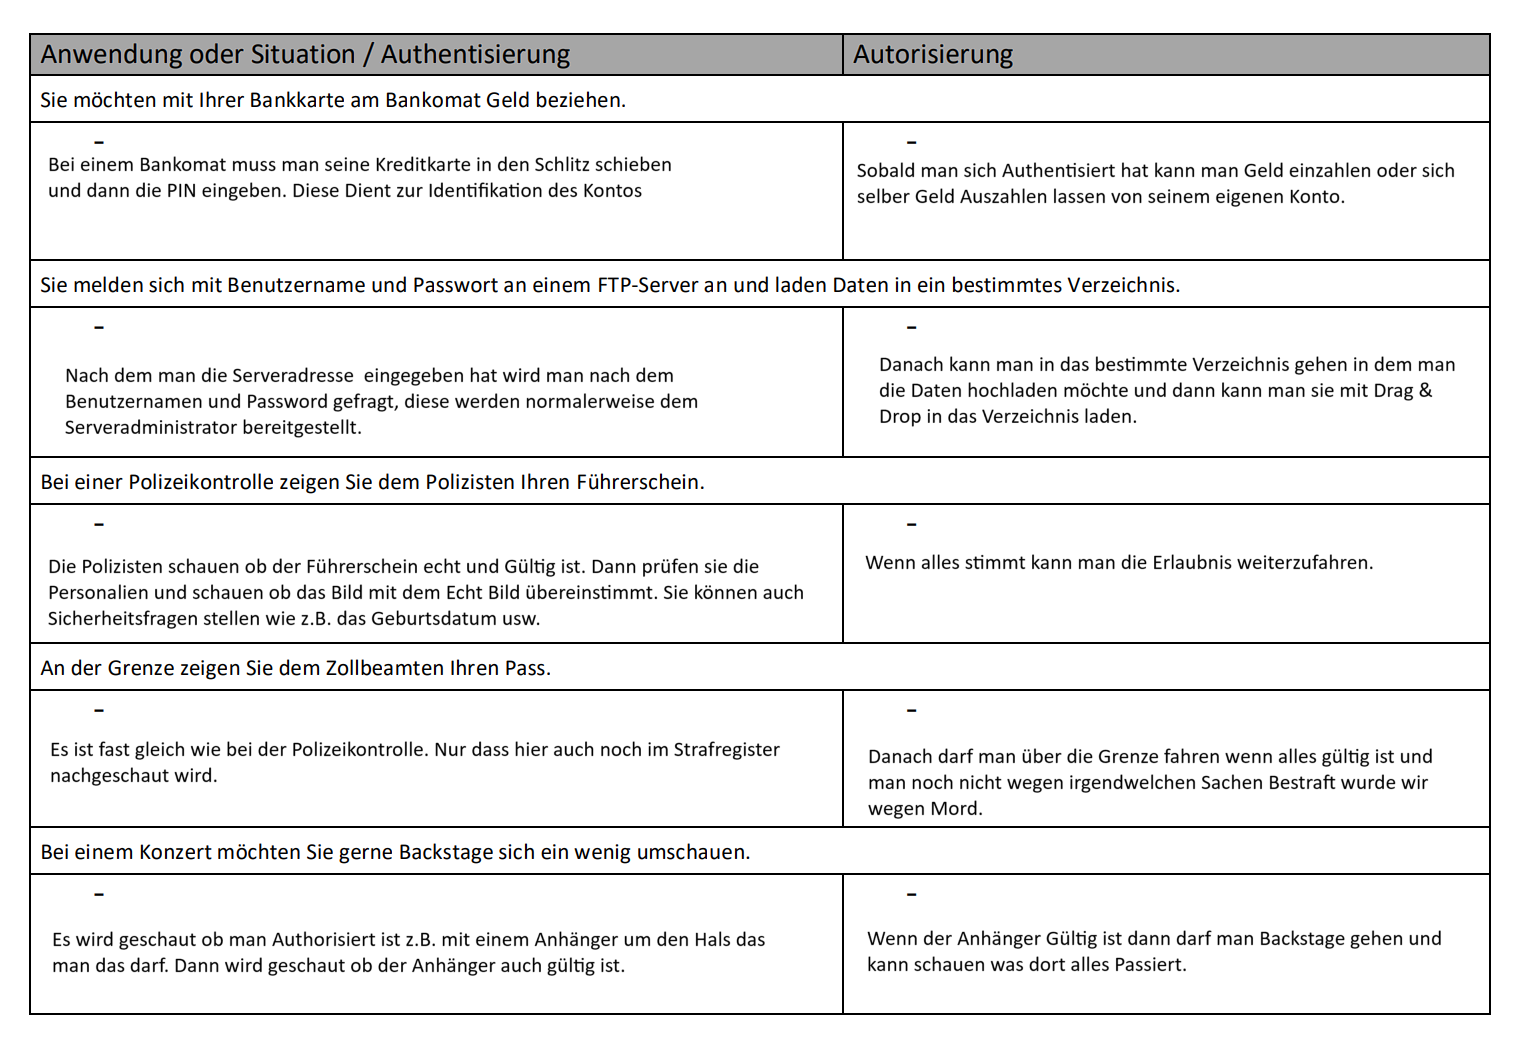 Anwendung oder Situation / Authentisierung
Autorisierung
Sie möchten mit Ihrer Bankkarte am Bankomat Geld beziehen.
–
Bei einem Bankomat muss man seine Kreditkarte in den Schlitz schieben
und dann die PIN eingeben. Diese Dient zur Identifikation des Kontos
–
Sobald man sich Authentisiert hat kann man Geld einzahlen oder sich
selber Geld Auszahlen lassen von seinem eigenen Konto.
Sie melden sich mit Benutzername und Passwort an einem FTP-Server an und laden Daten in ein bestimmtes Verzeichnis.
–
Nach dem man die Serveradresse  eingegeben hat wird man nach dem
Benutzernamen und Password gefragt, diese werden normalerweise dem
Serveradministrator bereitgestellt.
–
Danach kann man in das bestimmte Verzeichnis gehen in dem man
die Daten hochladen möchte und dann kann man sie mit Drag &
Drop in das Verzeichnis laden.
Bei einer Polizeikontrolle zeigen Sie dem Polizisten Ihren Führerschein.
–
Die Polizisten schauen ob der Führerschein echt und Gültig ist. Dann prüfen sie die
Personalien und schauen ob das Bild mit dem Echt Bild übereinstimmt. Sie können auch
Sicherheitsfragen stellen wie z.B. das Geburtsdatum usw.
–
Wenn alles stimmt kann man die Erlaubnis weiterzufahren.
An der Grenze zeigen Sie dem Zollbeamten Ihren Pass.
–
Es ist fast gleich wie bei der Polizeikontrolle. Nur dass hier auch noch im Strafregister
nachgeschaut wird.
–
Danach darf man über die Grenze fahren wenn alles gültig ist und
man noch nicht wegen irgendwelchen Sachen Bestraft wurde wir
wegen Mord.
Bei einem Konzert möchten Sie gerne Backstage sich ein wenig umschauen.
–
Es wird geschaut ob man Authorisiert ist z.B. mit einem Anhänger um den Hals das
man das darf. Dann wird geschaut ob der Anhänger auch gültig ist.
–
Wenn der Anhänger Gültig ist dann darf man Backstage gehen und
kann schauen was dort alles Passiert.